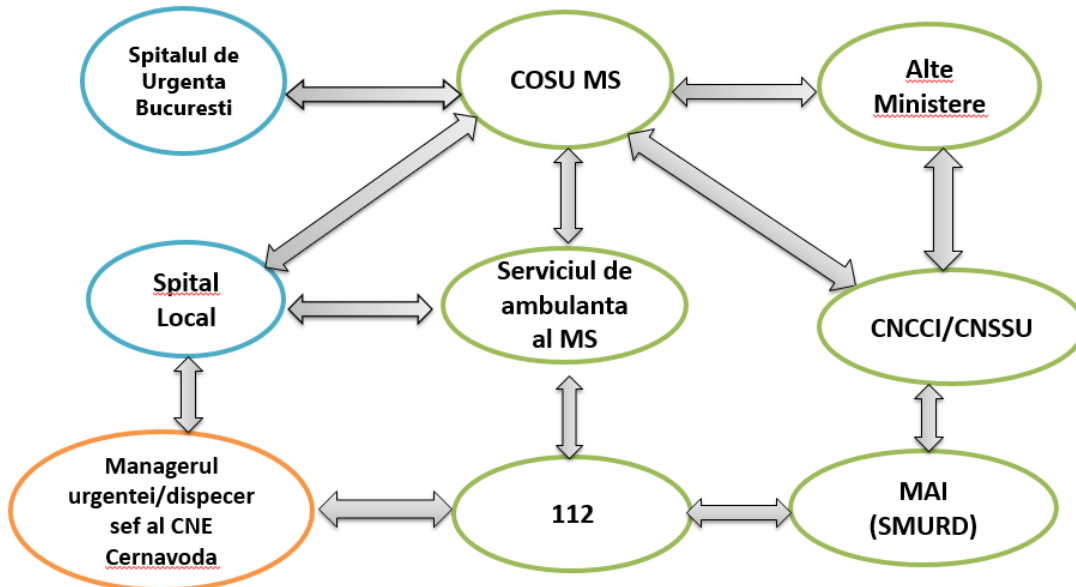 Spitalul de
Urgenta
Bucuresti
COSU MS
Alte
Ministere
Spital
Local
Serviciul de
ambulanta
al MS
CNCCI/CNSSU
Managerul
urgentei/dispecer
sef al CNE
Cernavoda
112
MAI
(SMURD)